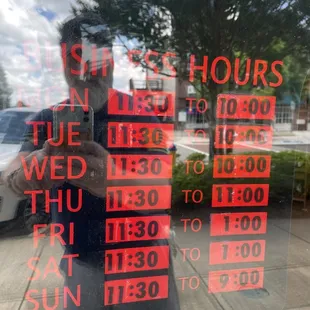 BUSINESS HOURS
MON 11:30 TO 10:00
TUE 11:30 TO 10:00
WED 11:30 TO 10:00
THU 11:30 TO 11:00
FRI 11:30 TO 1:00
SAT 11:30 TO 1:00
SUN 11:30 TO 9:00